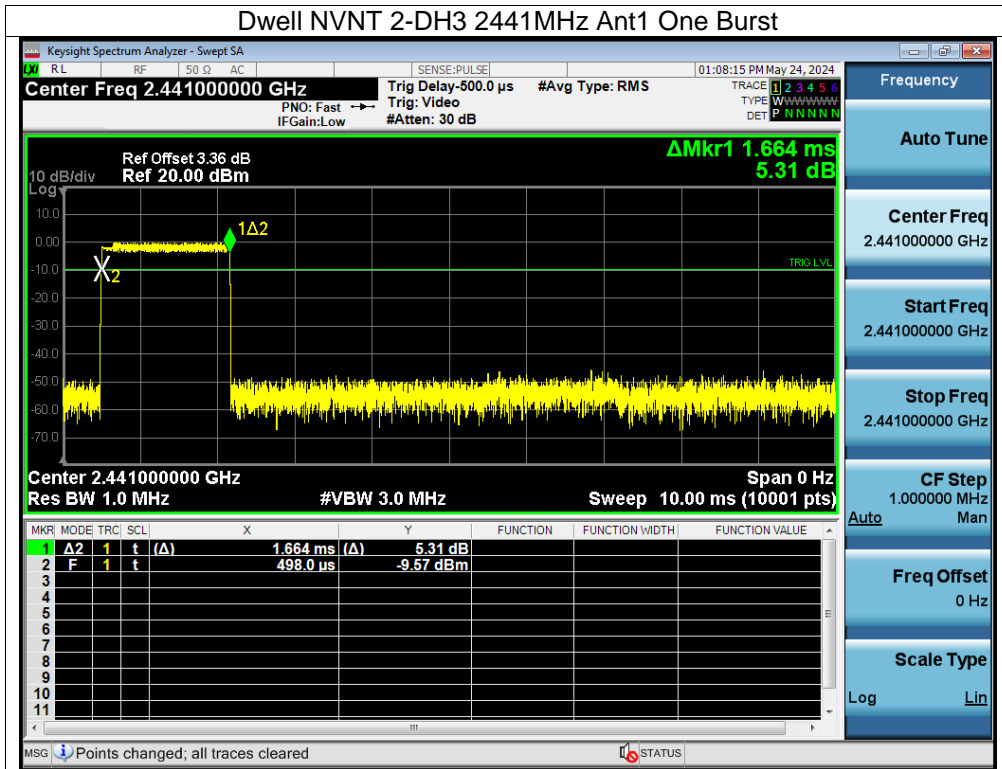 Dwell NVNT 2-DH3 2441MHz Ant1 One Burst
Keysight Spectrum Analyzer - Swept SA
LXI RL RF 50 Ω AC SENSE:PULSE 01:08:15 PM May 24, 2024
Center Freq 2.441000000 GHz
PNO: Fast
IFGain:Low
Trig Delay-500.0 µs
Trig: Video
#Atten: 30 dB
#Avg Type: RMS
TRACE 1 2 3 4 5 6
TYPE WWWWWW
DET P N N N N N
Frequency
ΔMkr1 1.664 ms
5.31 dB
Ref Offset 3.36 dB
10 dB/div Ref 20.00 dBm
Log
10.0
0.00
-10.0
-20.0
-30.0
-40.0
-50.0
-60.0
-70.0
1Δ2
X2
TRIG LVL
Center 2.441000000 GHz Span 0 Hz
Res BW 1.0 MHz #VBW 3.0 MHz Sweep 10.00 ms (10001 pts)
MKR MODE TRC SCL X Y FUNCTION FUNCTION WIDTH FUNCTION VALUE
1 Δ2 1 t (Δ) 1.664 ms (Δ) 5.31 dB
2 F 1 t 498.0 µs -9.57 dBm
3
4
5
6
7
8
9
10
11
Auto Tune
Center Freq
2.441000000 GHz
Start Freq
2.441000000 GHz
Stop Freq
2.441000000 GHz
CF Step
1.000000 MHz
Auto Man
Freq Offset
0 Hz
Scale Type
Log Lin
MSG Points changed; all traces cleared STATUS